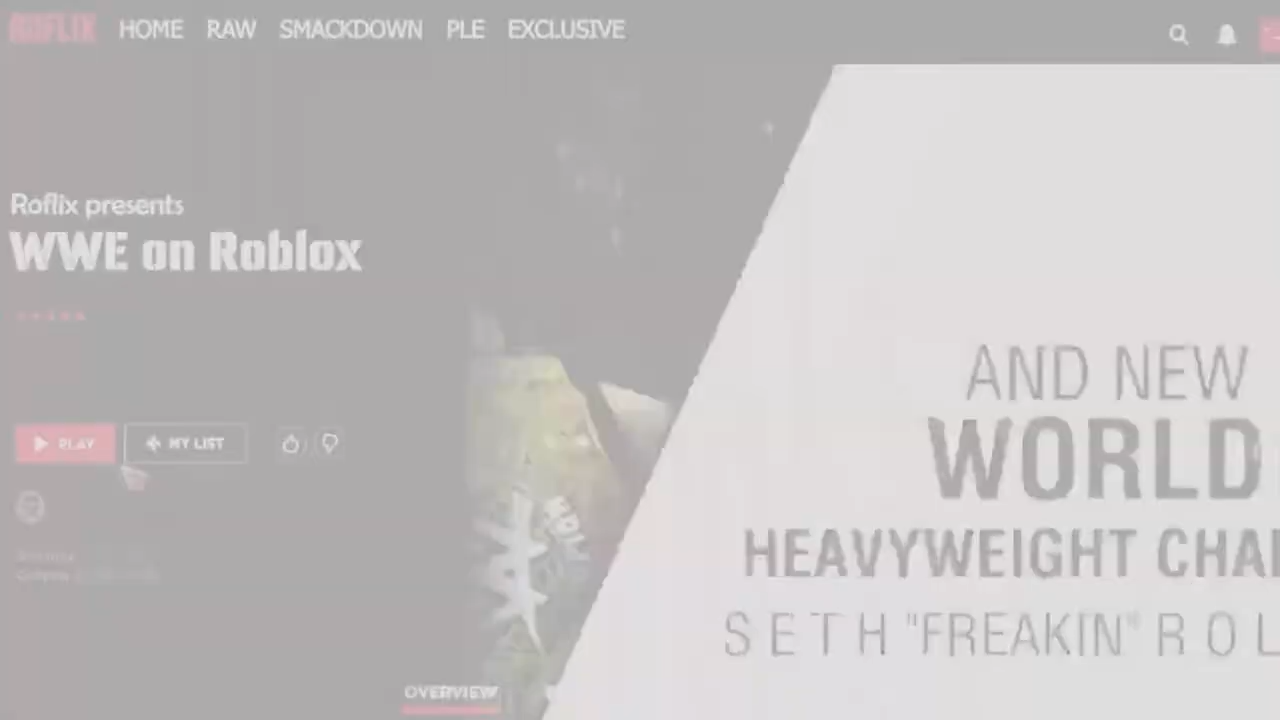 ROFLIX HOME RAW SMACKDOWN PLE EXCLUSIVE
Roflix presents
WWE on Roblox
PLAY MY LIST
OVERVIEW
AND NEW
WORLD
HEAVYWEIGHT CHA
SETH "FREAKIN" ROL